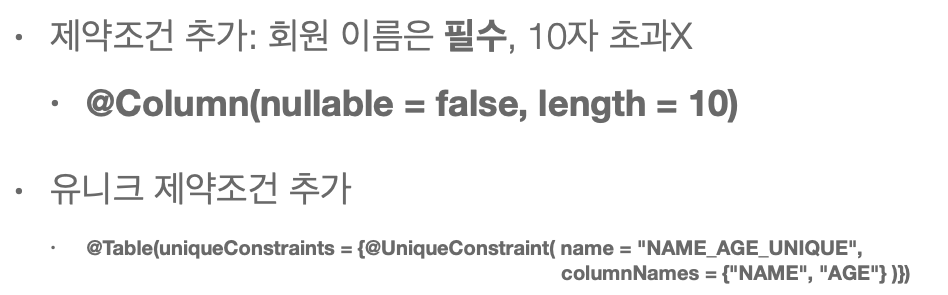 • 제약조건 추가: 회원 이름은 필수, 10자 초과X
• @Column(nullable = false, length = 10)
• 유니크 제약조건 추가
• @Table(uniqueConstraints = {@UniqueConstraint( name = "NAME_AGE_UNIQUE",
columnNames = {"NAME", "AGE"} )})